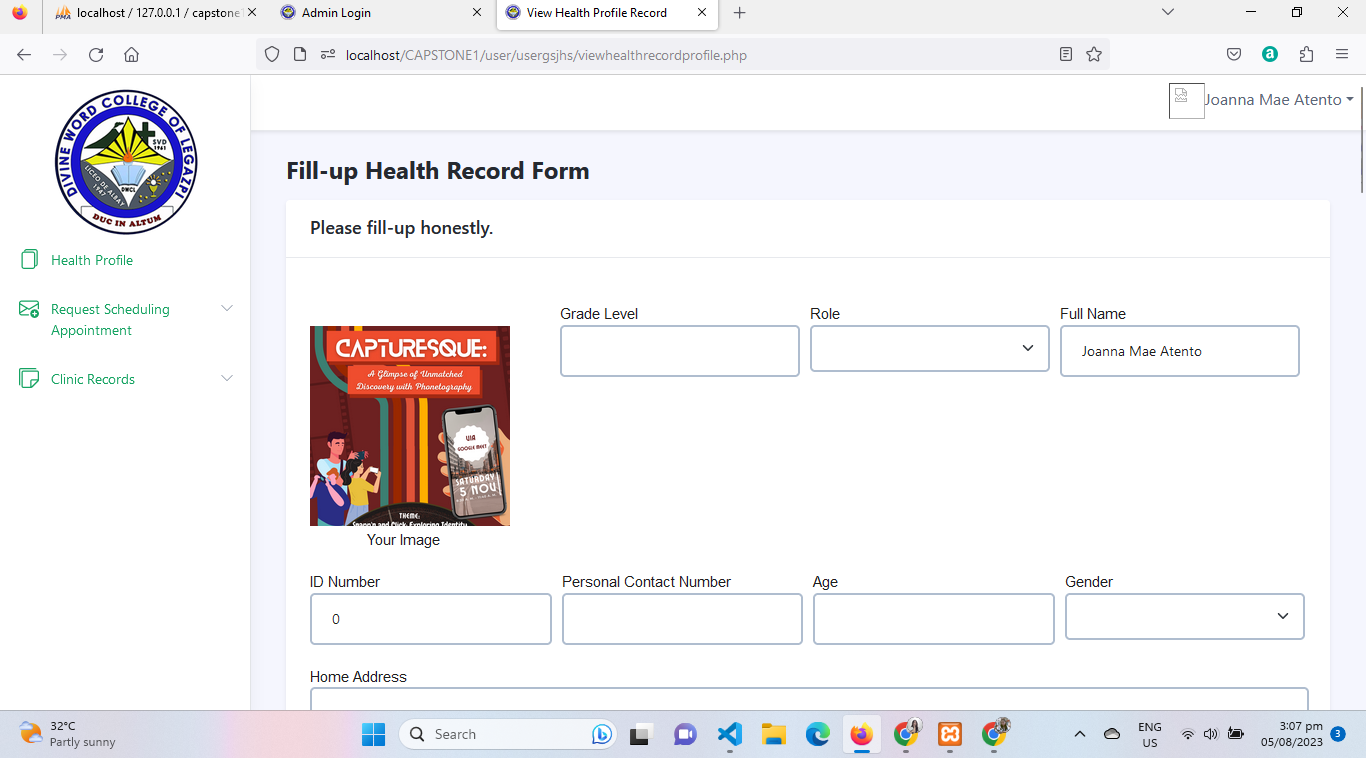 localhost / 127.0.0.1 / capstone1
Admin Login
View Health Profile Record
localhost/CAPSTONE1/user/usergsjhs/viewhealthrecordprofile.php
DIVINE WORD COLLEGE OF LEGAZPI
SVD
1961
LICEO DE ALBAY
1947
DWCL
DUC IN ALTUM
Joanna Mae Atento
Health Profile
Request Scheduling
Appointment
Clinic Records
Fill-up Health Record Form
Please fill-up honestly.
Grade Level
Role
Full Name
Joanna Mae Atento
CAPTURESQUE:
A Glimpse of Unmatched
Discovery with Phonetography
VIA
GOOGLE MEET
SATURDAY
5 NOV
THEME:
Snapp'n and Click: Exploring Identity
Your Image
ID Number
Personal Contact Number
Age
Gender
0
Home Address
32°C
Partly sunny
Search
ENG
US
3:07 pm
05/08/2023
3